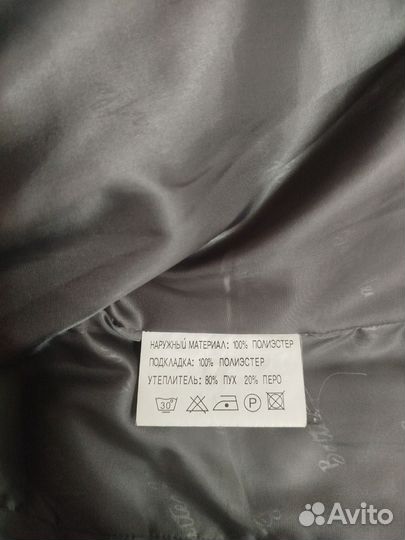 НАРУЖНЫЙ МАТЕРИАЛ: 100% ПОЛИЭСТЕР
ПОДКЛАДКА: 100% ПОЛИЭСТЕР
УТЕПЛИТЕЛЬ: 80% ПУХ 20% ПЕРО
30° P
Avito